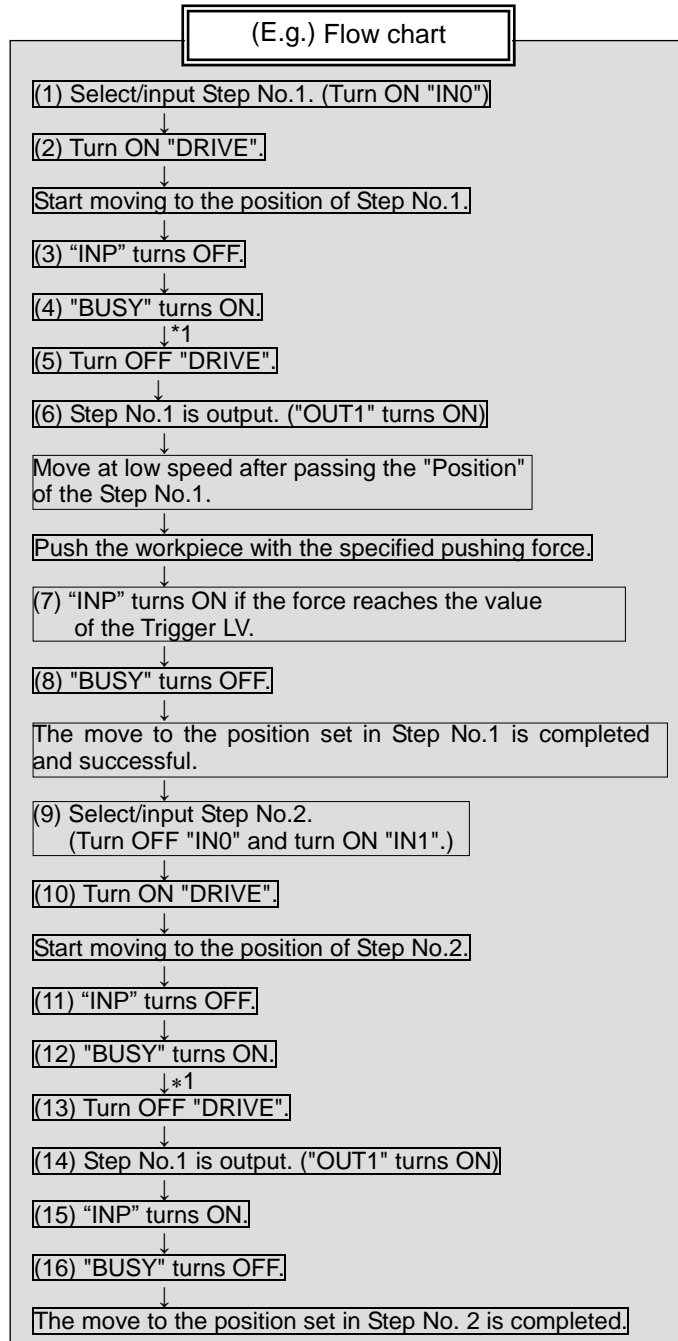 (E.g.) Flow chart
(1) Select/input Step No.1. (Turn ON "IN0")
↓
(2) Turn ON "DRIVE".
↓
Start moving to the position of Step No.1.
↓
(3) “INP” turns OFF.
↓
(4) "BUSY" turns ON.
↓*1
(5) Turn OFF "DRIVE".
↓
(6) Step No.1 is output. ("OUT1" turns ON)
↓
Move at low speed after passing the "Position"
of the Step No.1.
↓
Push the workpiece with the specified pushing force.
↓
(7) “INP” turns ON if the force reaches the value
of the Trigger LV.
↓
(8) "BUSY" turns OFF.
↓
The move to the position set in Step No.1 is completed
and successful.
↓
(9) Select/input Step No.2.
(Turn OFF "IN0" and turn ON "IN1".)
↓
(10) Turn ON "DRIVE".
↓
Start moving to the position of Step No.2.
↓
(11) “INP” turns OFF.
↓
(12) "BUSY" turns ON.
↓*1
(13) Turn OFF "DRIVE".
↓
(14) Step No.1 is output. ("OUT1" turns ON)
↓
(15) “INP” turns ON.
↓
(16) "BUSY" turns OFF.
↓
The move to the position set in Step No. 2 is completed.